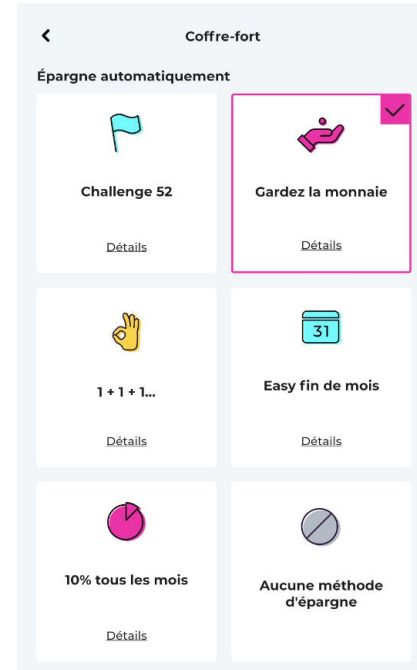 Coffre-fort
Épargne automatiquement
Challenge 52
Détails
Gardez la monnaie
Détails
1 + 1 + 1...
Détails
31
Easy fin de mois
Détails
10% tous les mois
Détails
Aucune méthode
d'épargne